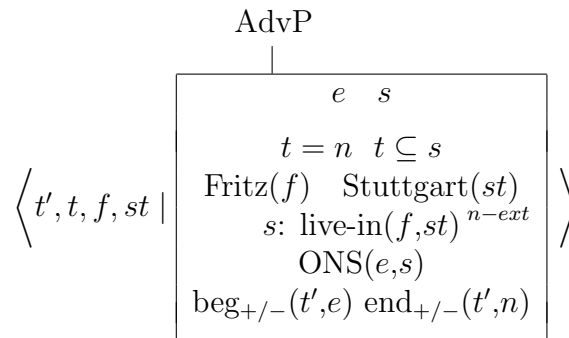 AdvP
e s
t = n t ⊆ s
Fritz(f) Stuttgart(st)
⟨t′, t, f, st | s: live-in(f,st) n−ext ⟩
ONS(e,s)
beg+/−(t′,e) end+/−(t′,n)